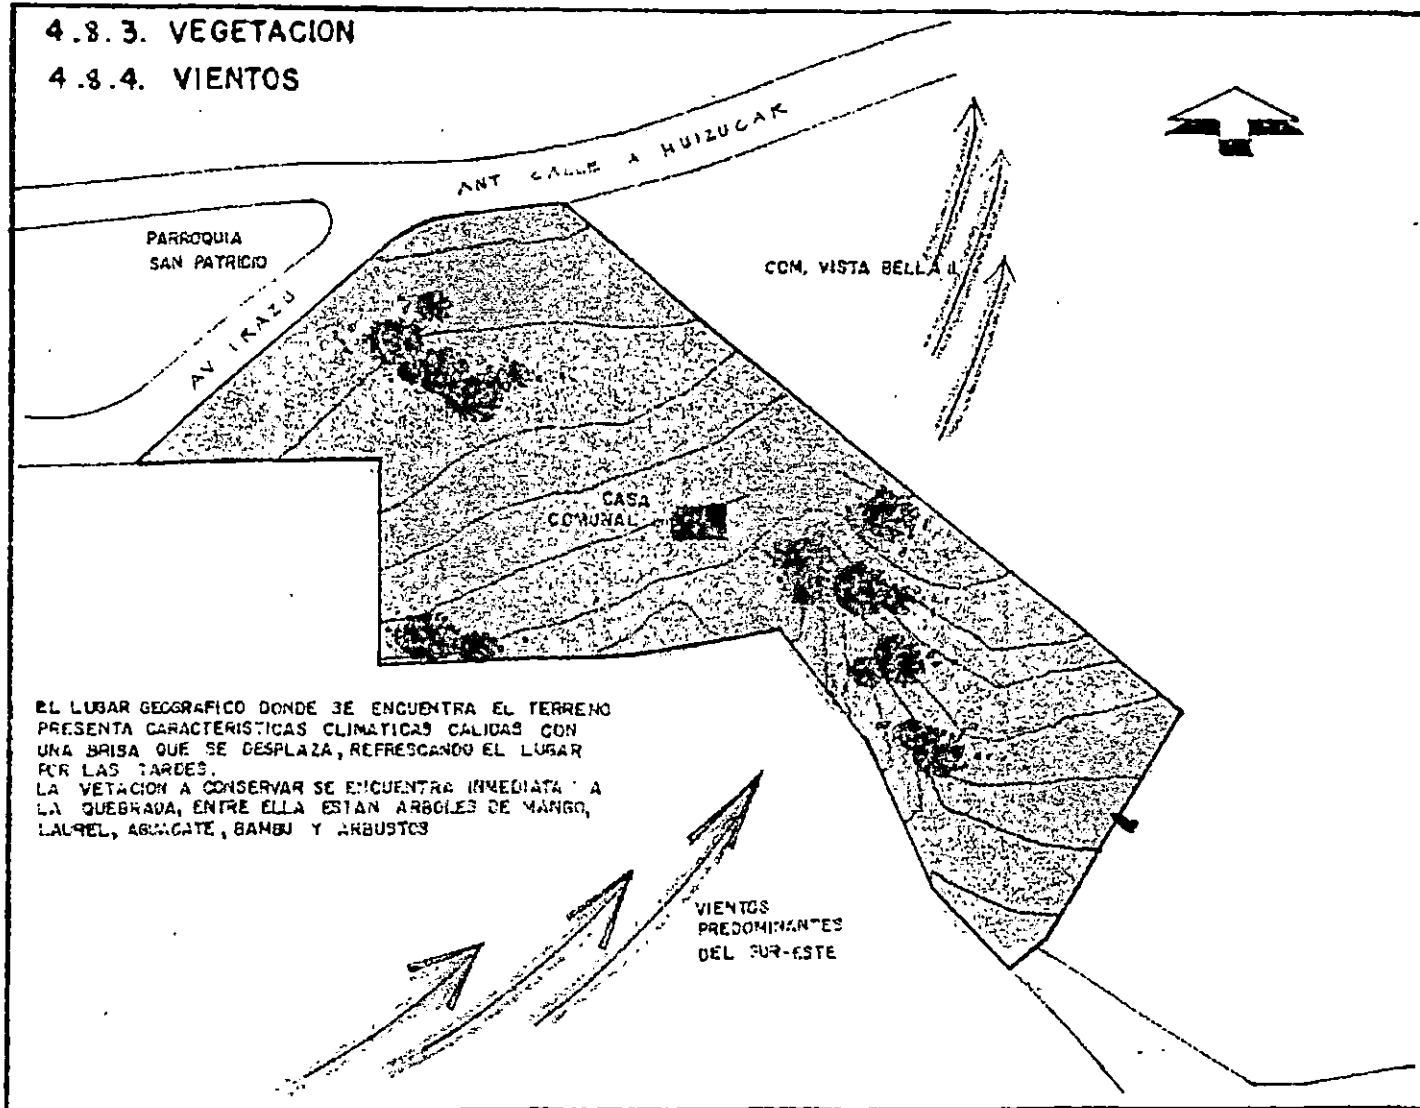 4.8.3. VEGETACION
4.8.4. VIENTOS
ANT CALLE A HUIZUCAR
PARROQUIA
SAN PATRICIO
AV IRAZU
COM. VISTA BELLA II
CASA
COMUNAL
EL LUGAR GEOGRAFICO DONDE SE ENCUENTRA EL TERRENO
PRESENTA CARACTERISTICAS CLIMATICAS CALIDAS CON
UNA BRISA QUE SE DESPLAZA, REFRESCANDO EL LUGAR
POR LAS TARDES.
LA VETACION A CONSERVAR SE ENCUENTRA INMEDIATA A
LA QUEBRADA, ENTRE ELLA ESTAN ARBOLES DE MANGO,
LAUREL, AGUACATE, BAMBU Y ARBUSTOS
VIENTOS
PREDOMINANTES
DEL SUR-ESTE